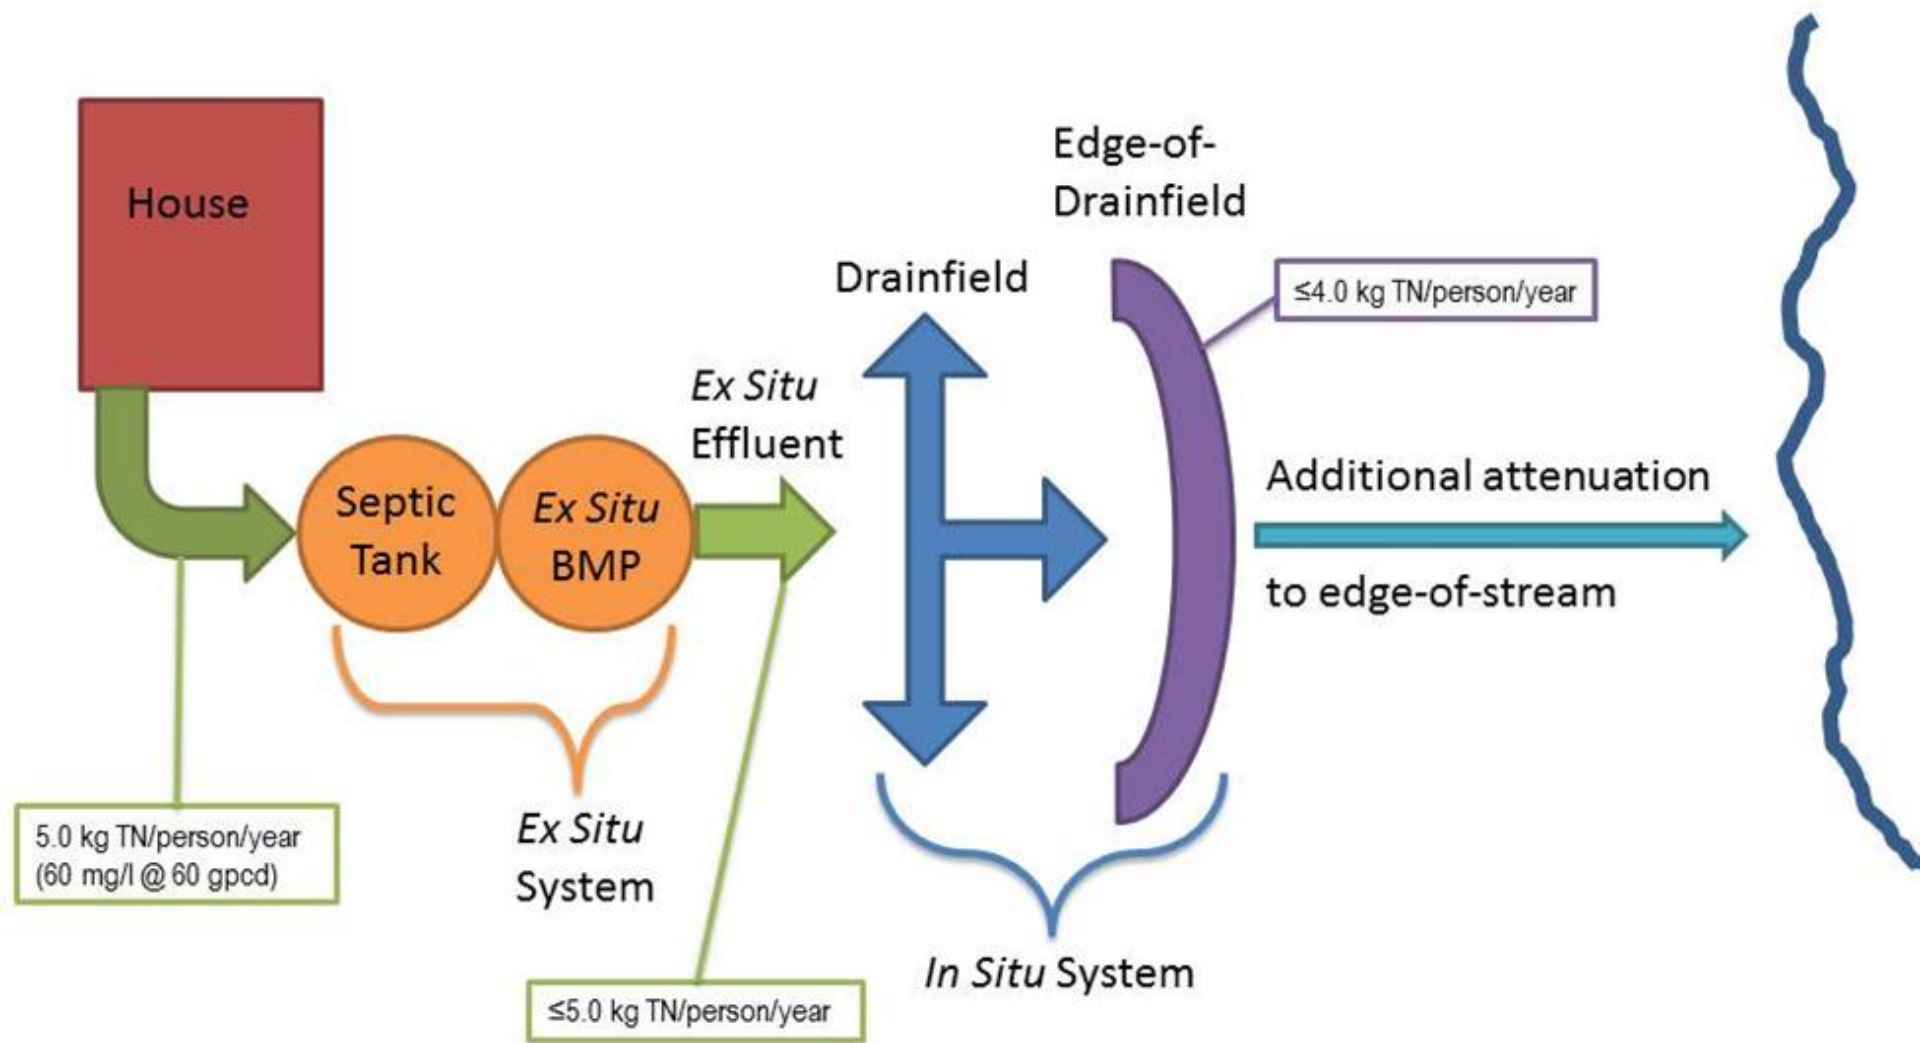 House
Edge-of-
Drainfield
Drainfield
≤4.0 kg TN/person/year
Ex Situ
Effluent
Septic
Tank
Ex Situ
BMP
Additional attenuation
to edge-of-stream
5.0 kg TN/person/year
(60 mg/l @ 60 gpcd)
Ex Situ
System
In Situ System
≤5.0 kg TN/person/year